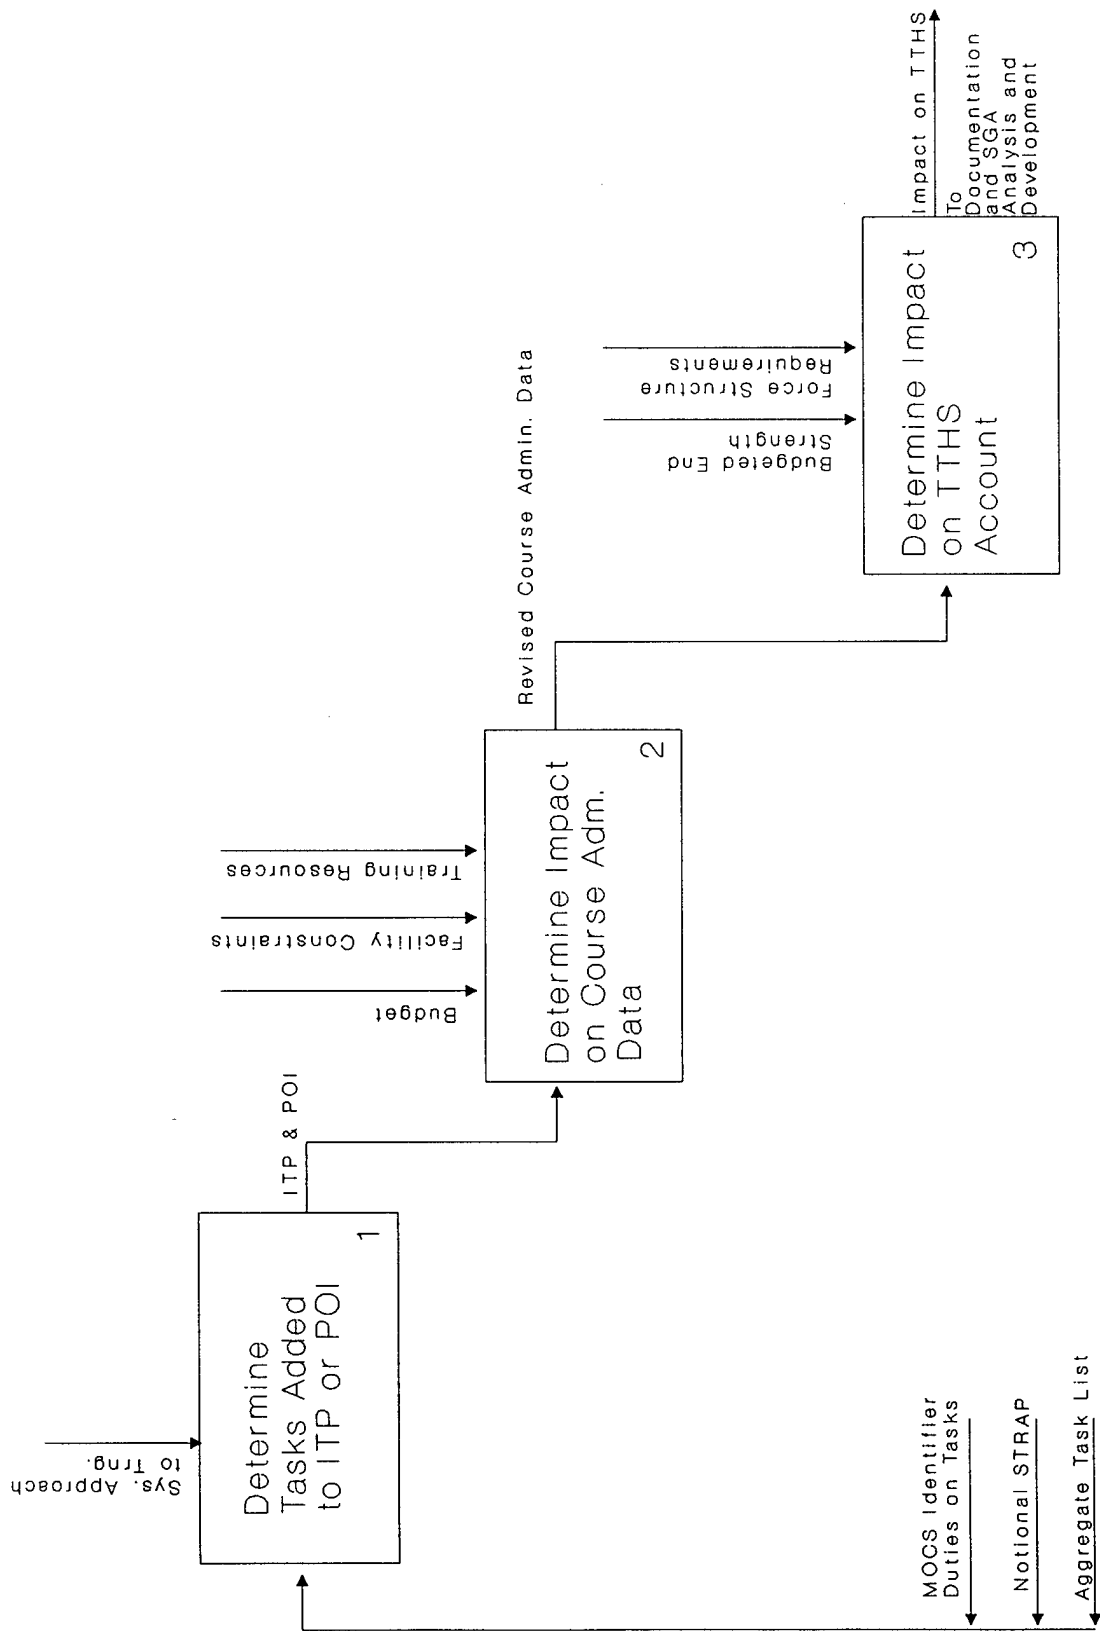 Sys. Approach
to Trng.
Determine
Tasks Added
to ITP or POI
1
ITP & POI
MOCS Identifier
Duties on Tasks
Notional STRAP
Aggregate Task List
Budget
Facility Constraints
Training Resources
Determine Impact
on Course Adm.
Data
2
Revised Course Admin. Data
Budgeted End
Strength
Force Structure
Requirements
Determine Impact
on TTHS
Account
3
Impact on TTHS
To
Documentation
and SGA
Analysis and
Development